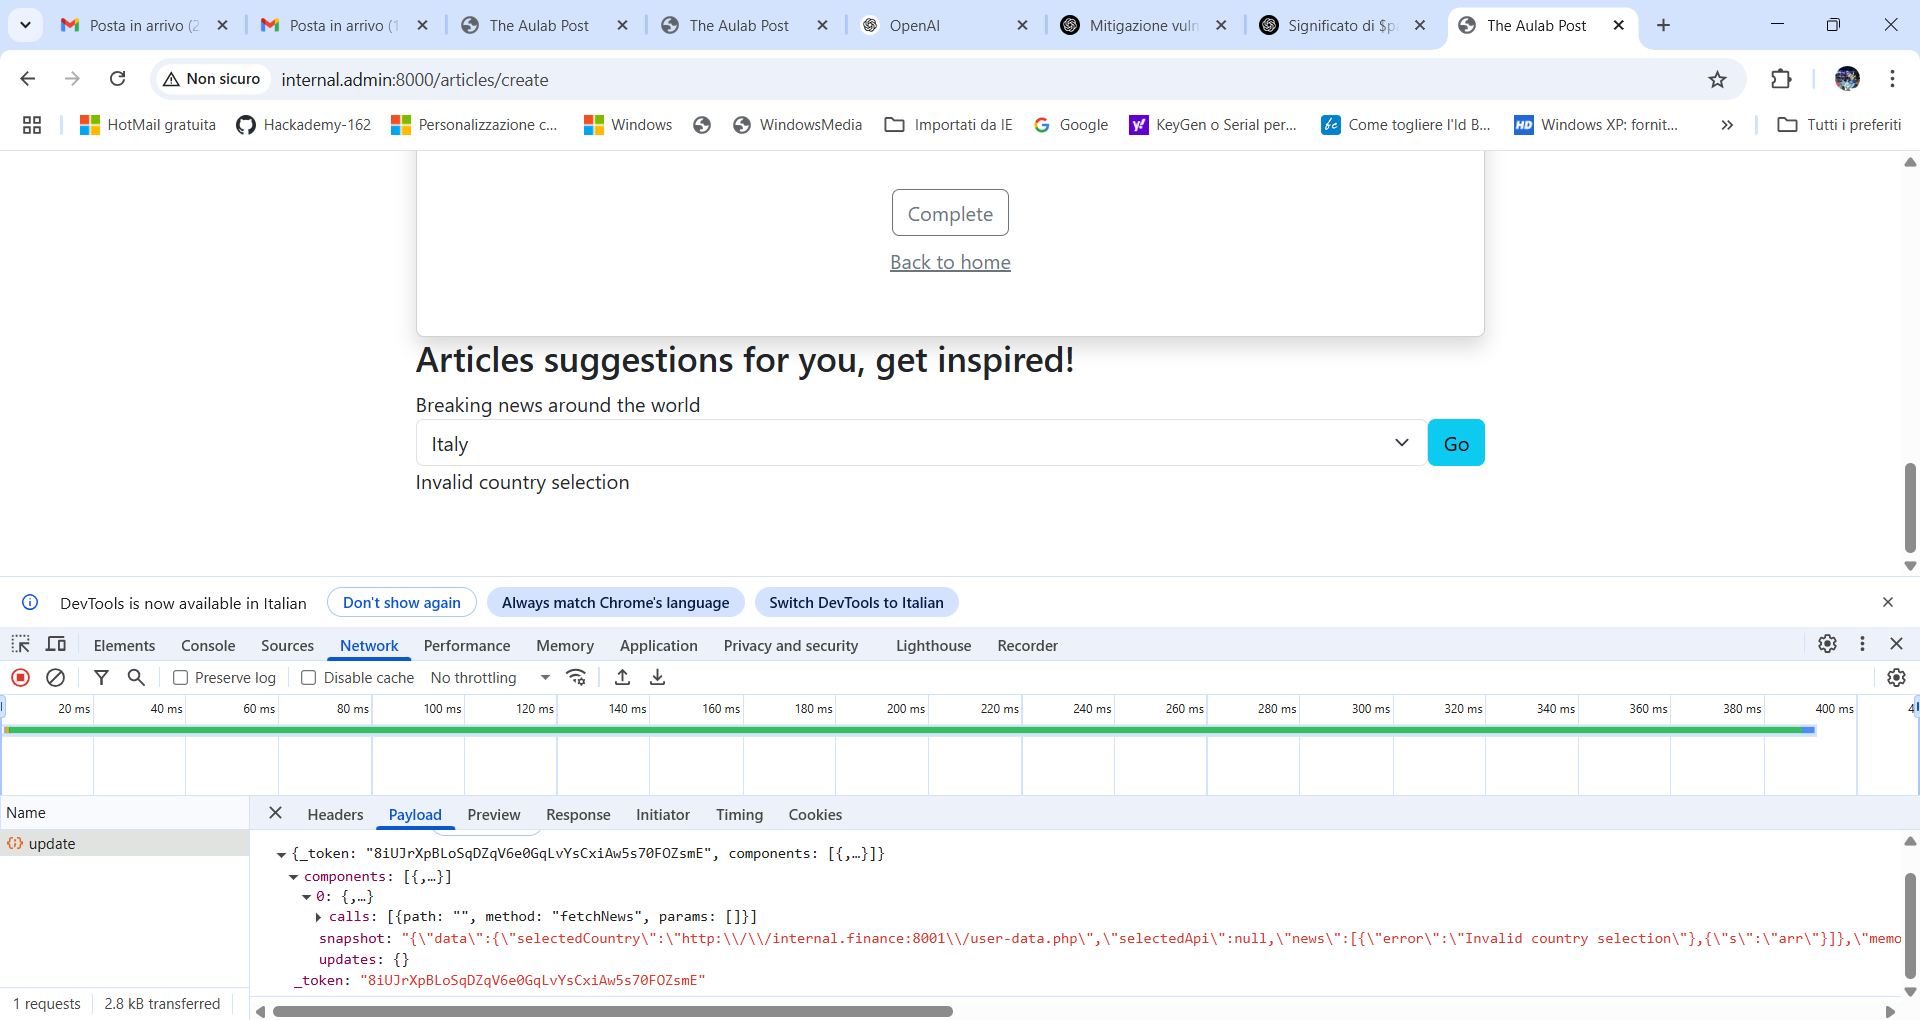 Posta in arrivo (2
Posta in arrivo (1
The Aulab Post
The Aulab Post
OpenAI
Mitigazione vuln
Significato di $pa
The Aulab Post
Non sicuro
internal.admin:8000/articles/create
HotMail gratuita
Hackademy-162
Personalizzazione c...
Windows
WindowsMedia
Importati da IE
Google
KeyGen o Serial per...
Come togliere l'Id B...
Windows XP: fornit...
Tutti i preferiti
Complete
Back to home
Articles suggestions for you, get inspired!
Breaking news around the world
Italy
Go
Invalid country selection
DevTools is now available in Italian
Don't show again
Always match Chrome's language
Switch DevTools to Italian
Elements
Console
Sources
Network
Performance
Memory
Application
Privacy and security
Lighthouse
Recorder
Preserve log
Disable cache
No throttling
20 ms
40 ms
60 ms
80 ms
100 ms
120 ms
140 ms
160 ms
180 ms
200 ms
220 ms
240 ms
260 ms
280 ms
300 ms
320 ms
340 ms
360 ms
380 ms
400 ms
Name
Headers
Payload
Preview
Response
Initiator
Timing
Cookies
update
{_token: "8iUJrXpBLoSqDZqV6e0GqLvYsCxiAw5s70FOZsmE", components: [{,…}]}
components: [{,…}]
0: {,…}
calls: [{path: "", method: "fetchNews", params: []}]
snapshot: "{\"data\":{\"selectedCountry\":\"http:\\/\\/internal.finance:8001\\/user-data.php\",\"selectedApi\":null,\"news\":[{\"error\":\"Invalid country selection\"},{\"s\":\"arr\"}]},\"memo
updates: {}
_token: "8iUJrXpBLoSqDZqV6e0GqLvYsCxiAw5s70FOZsmE"
1 requests
2.8 kB transferred